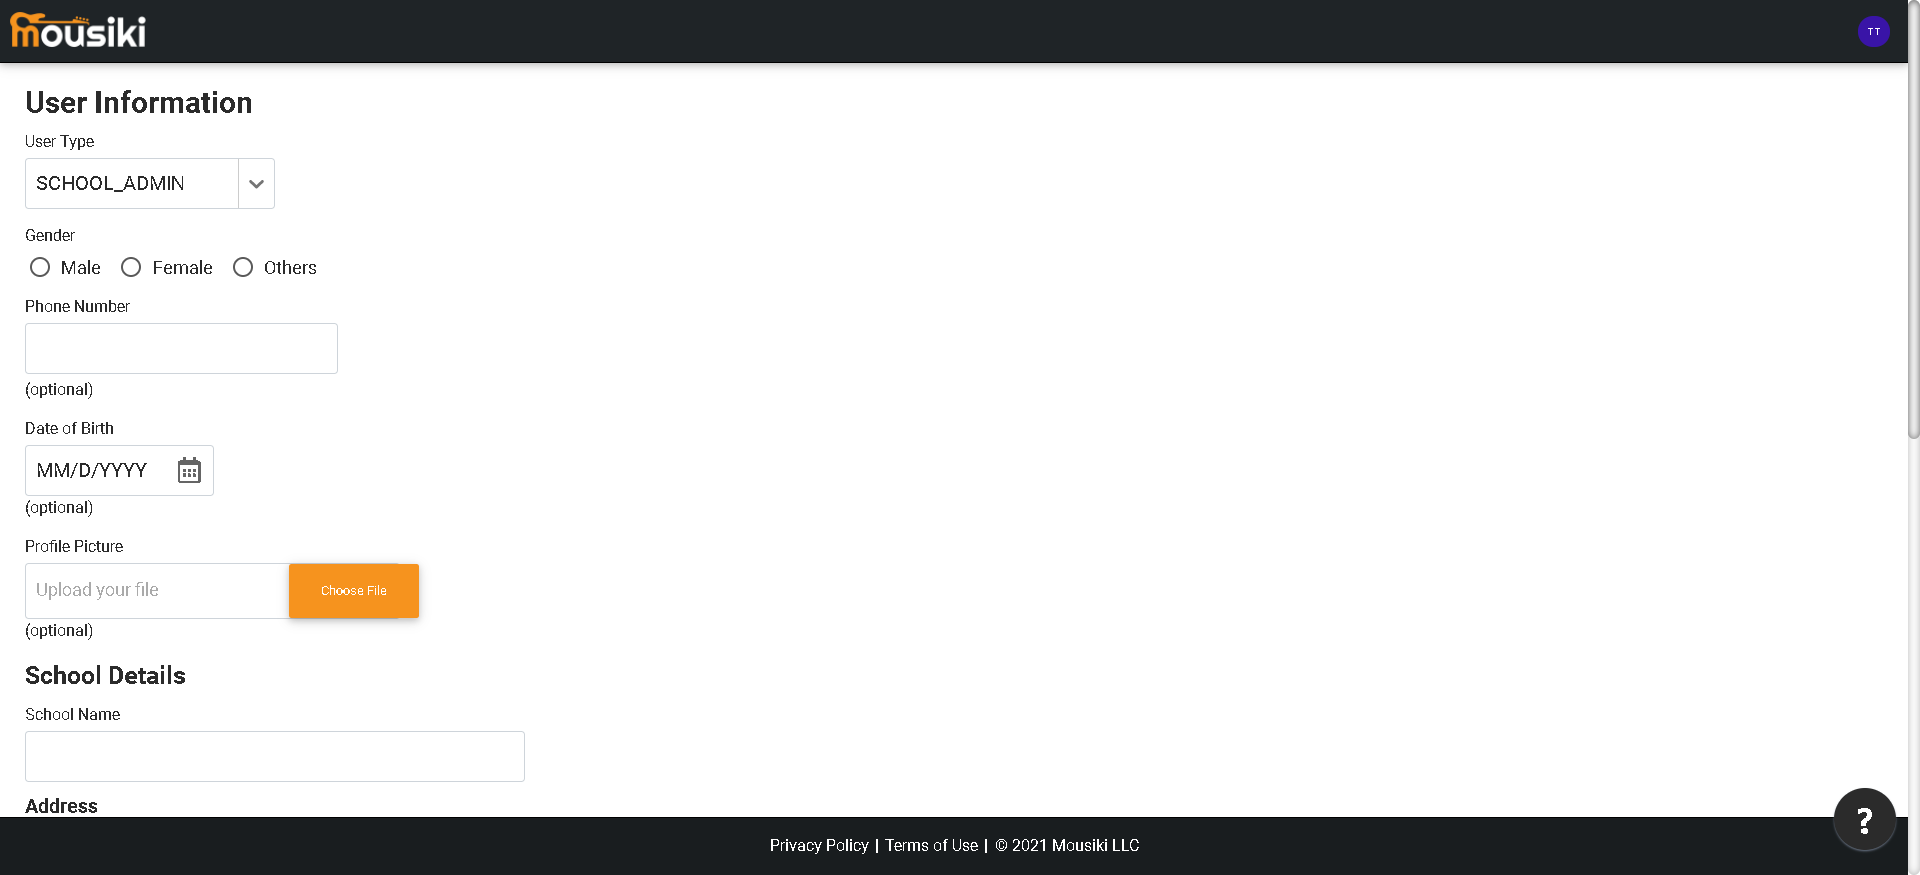 mousiki
TT
User Information
User Type
SCHOOL_ADMIN
Gender
Male Female Others
Phone Number
(optional)
Date of Birth
MM/D/YYYY
(optional)
Profile Picture
Upload your file Choose File
(optional)
School Details
School Name
Address
?
Privacy Policy | Terms of Use | © 2021 Mousiki LLC